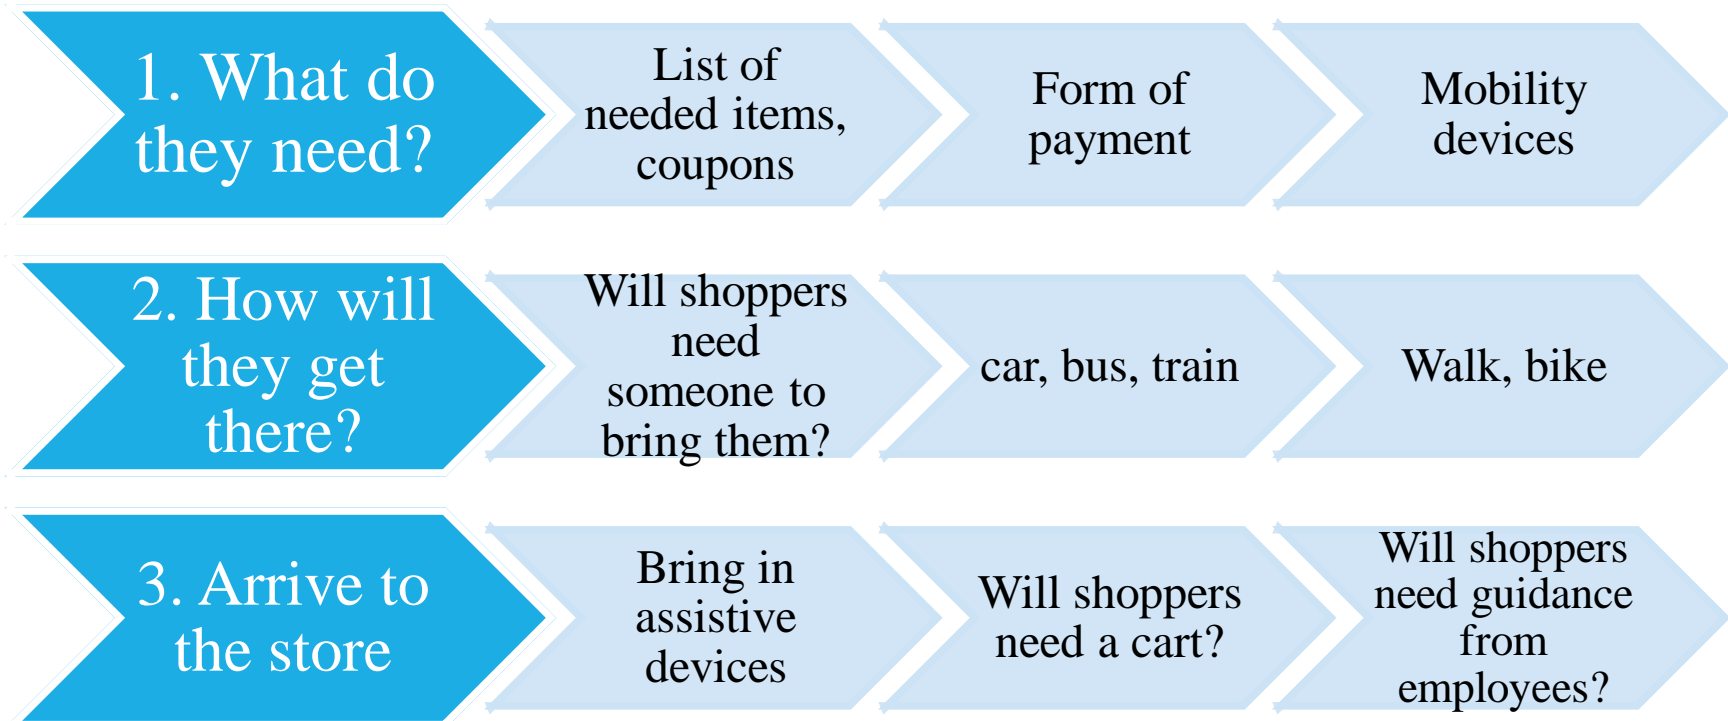 1. What do
they need?
List of
needed items,
coupons
Form of
payment
Mobility
devices
2. How will
they get
there?
Will shoppers
need
someone to
bring them?
car, bus, train
Walk, bike
3. Arrive to
the store
Bring in
assistive
devices
Will shoppers
need a cart?
Will shoppers
need guidance
from
employees?